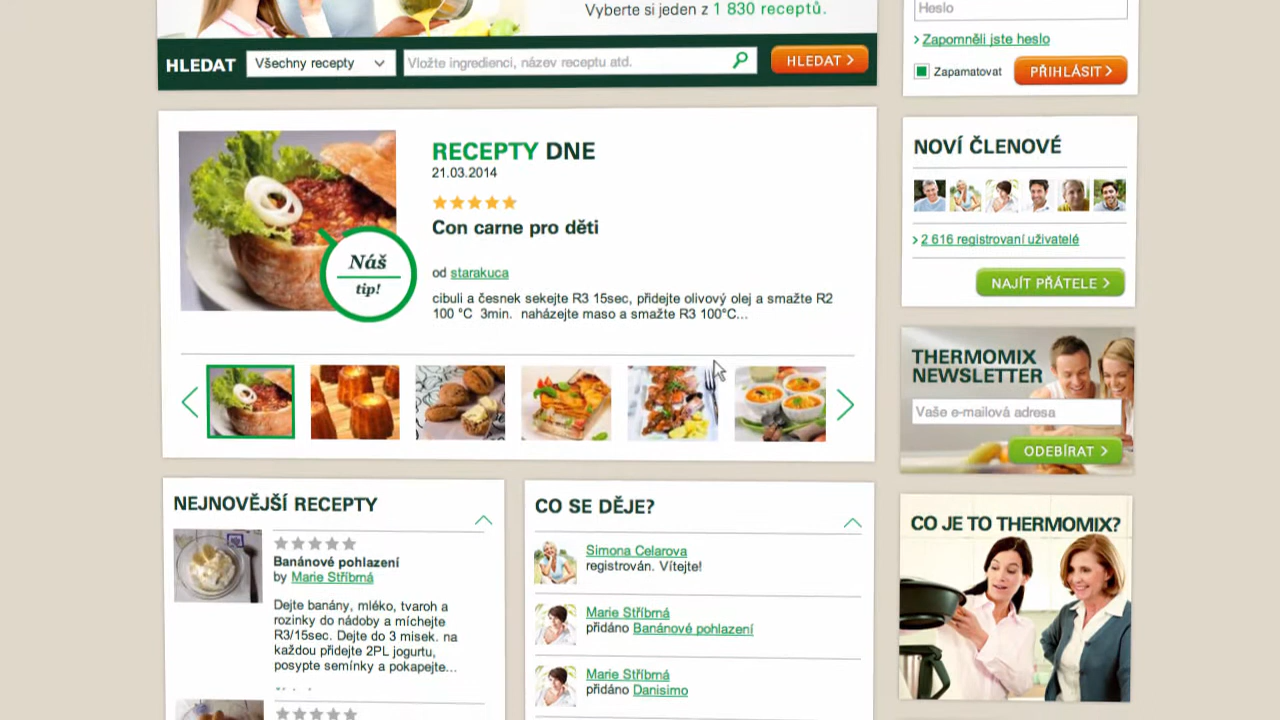 Vyberte si jeden z 1 830 receptů.
HLEDAT
Všechny recepty
Vložte ingredienci, název receptu atd.
HLEDAT >
Heslo
> Zapomněli jste heslo
Zapamatovat
PŘIHLÁSIT >
RECEPTY DNE
21.03.2014
Con carne pro děti
od starakuca
cibuli a česnek sekejte R3 15sec, přidejte olivový olej a smažte R2
100 °C 3min. naházejte maso a smažte R3 100°C...
Náš
tip!
NOVÍ ČLENOVÉ
> 2 616 registrovaní uživatelé
NAJÍT PŘÁTELE >
THERMOMIX
NEWSLETTER
Vaše e-mailová adresa
ODEBÍRAT >
NEJNOVĚJŠÍ RECEPTY
Banánové pohlazení
by Marie Stříbrná
Dejte banány, mléko, tvaroh a
rozinky do nádoby a míchejte
R3/15sec. Dejte do 3 misek. na
každou přidejte 2PL jogurtu,
posypte semínky a pokapejte...
CO SE DĚJE?
Simona Celarova
registrován. Vítejte!
Marie Stříbrná
přidáno Banánové pohlazení
Marie Stříbrná
přidáno Danisimo
CO JE TO THERMOMIX?